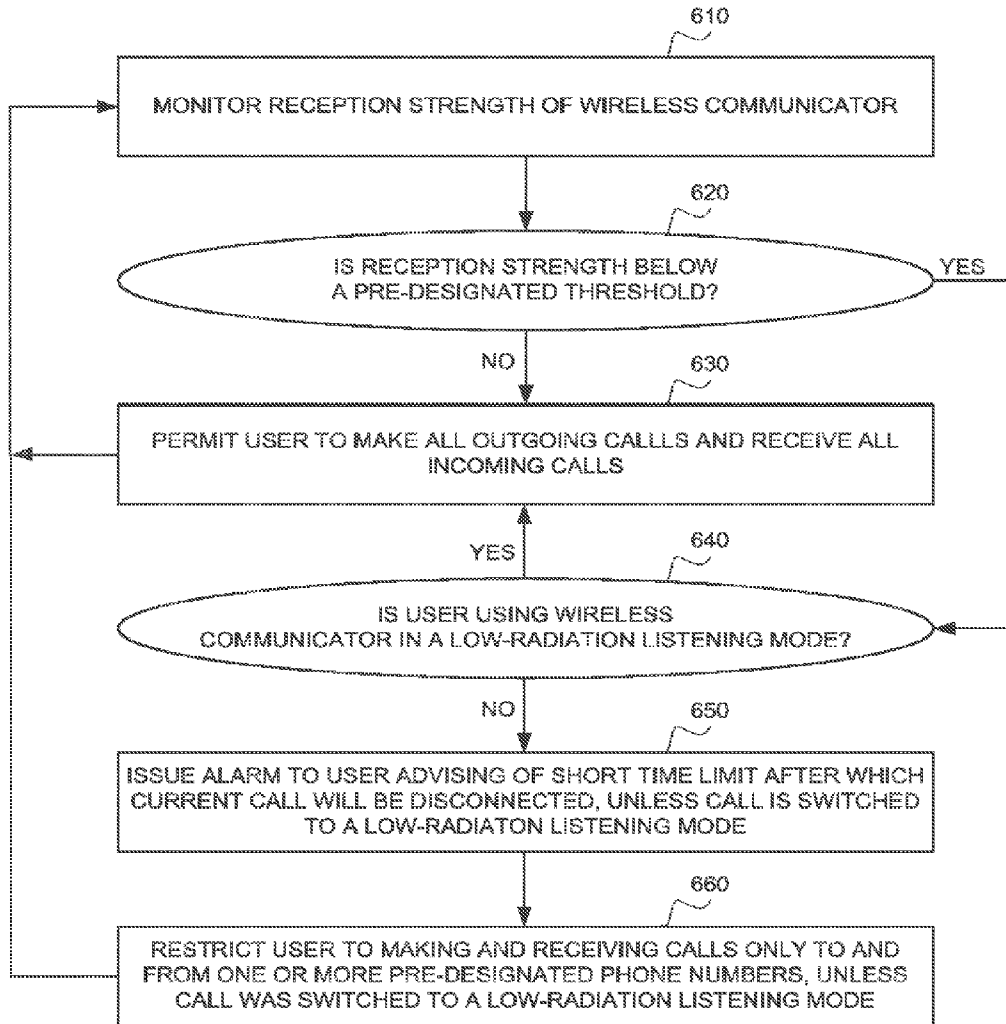 610
MONITOR RECEPTION STRENGTH OF WIRELESS COMMUNICATOR
620
IS RECEPTION STRENGTH BELOW
A PRE-DESIGNATED THRESHOLD?
YES
NO
630
PERMIT USER TO MAKE ALL OUTGOING CALLLS AND RECEIVE ALL
INCOMING CALLS
YES
640
IS USER USING WIRELESS
COMMUNICATOR IN A LOW-RADIATION LISTENING MODE?
NO
650
ISSUE ALARM TO USER ADVISING OF SHORT TIME LIMIT AFTER WHICH
CURRENT CALL WILL BE DISCONNECTED, UNLESS CALL IS SWITCHED
TO A LOW-RADIATON LISTENING MODE
660
RESTRICT USER TO MAKING AND RECEIVING CALLS ONLY TO AND
FROM ONE OR MORE PRE-DESIGNATED PHONE NUMBERS, UNLESS
CALL WAS SWITCHED TO A LOW-RADIATION LISTENING MODE